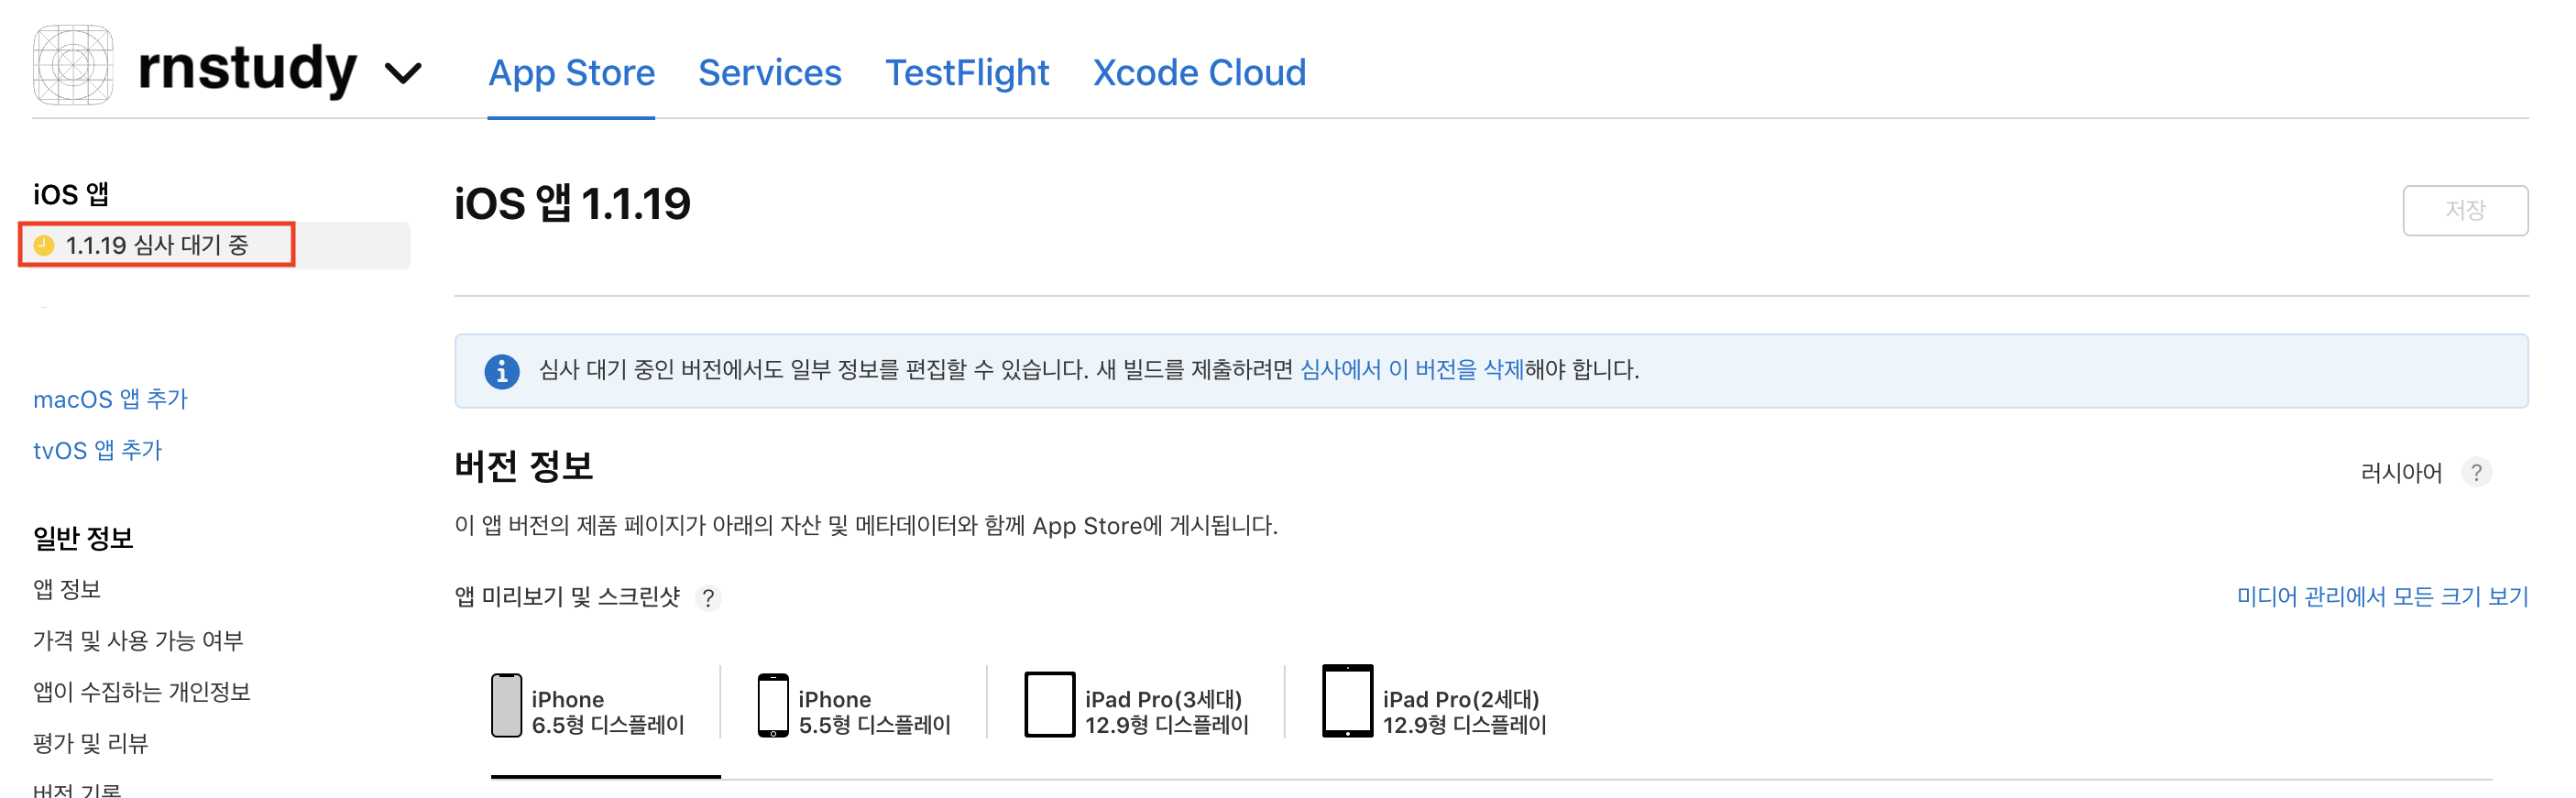 rnstudy
App Store
Services
TestFlight
Xcode Cloud
iOS 앱
1.1.19 심사 대기 중
macOS 앱 추가
tvOS 앱 추가
일반 정보
앱 정보
가격 및 사용 가능 여부
앱이 수집하는 개인정보
평가 및 리뷰
버전 기록
iOS 앱 1.1.19
저장
심사 대기 중인 버전에서도 일부 정보를 편집할 수 있습니다. 새 빌드를 제출하려면 심사에서 이 버전을 삭제해야 합니다.
버전 정보
러시아어 ?
이 앱 버전의 제품 페이지가 아래의 자산 및 메타데이터와 함께 App Store에 게시됩니다.
앱 미리보기 및 스크린샷 ?
미디어 관리에서 모든 크기 보기
iPhone
6.5형 디스플레이
iPhone
5.5형 디스플레이
iPad Pro(3세대)
12.9형 디스플레이
iPad Pro(2세대)
12.9형 디스플레이